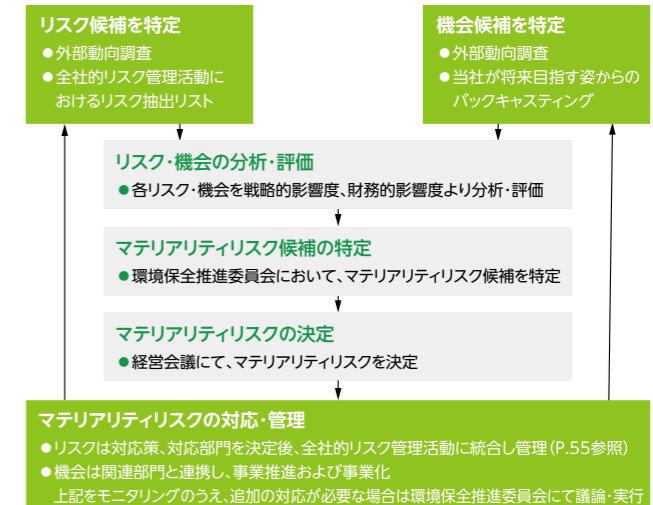 リスク候補を特定
●外部動向調査
●全社的リスク管理活動に
おけるリスク抽出リスト
機会候補を特定
●外部動向調査
●当社が将来目指す姿からの
バックキャスティング
リスク・機会の分析・評価
●各リスク・機会を戦略的影響度、財務的影響度より分析・評価
マテリアリティリスク候補の特定
●環境保全推進委員会において、マテリアリティリスク候補を特定
マテリアリティリスクの決定
●経営会議にて、マテリアリティリスクを決定
マテリアリティリスクの対応・管理
●リスクは対応策、対応部門を決定後、全社的リスク管理活動に統合し管理(P.55参照)
●機会は関連部門と連携し、事業推進および事業化
上記をモニタリングのうえ、追加の対応が必要な場合は環境保全推進委員会にて議論・実行